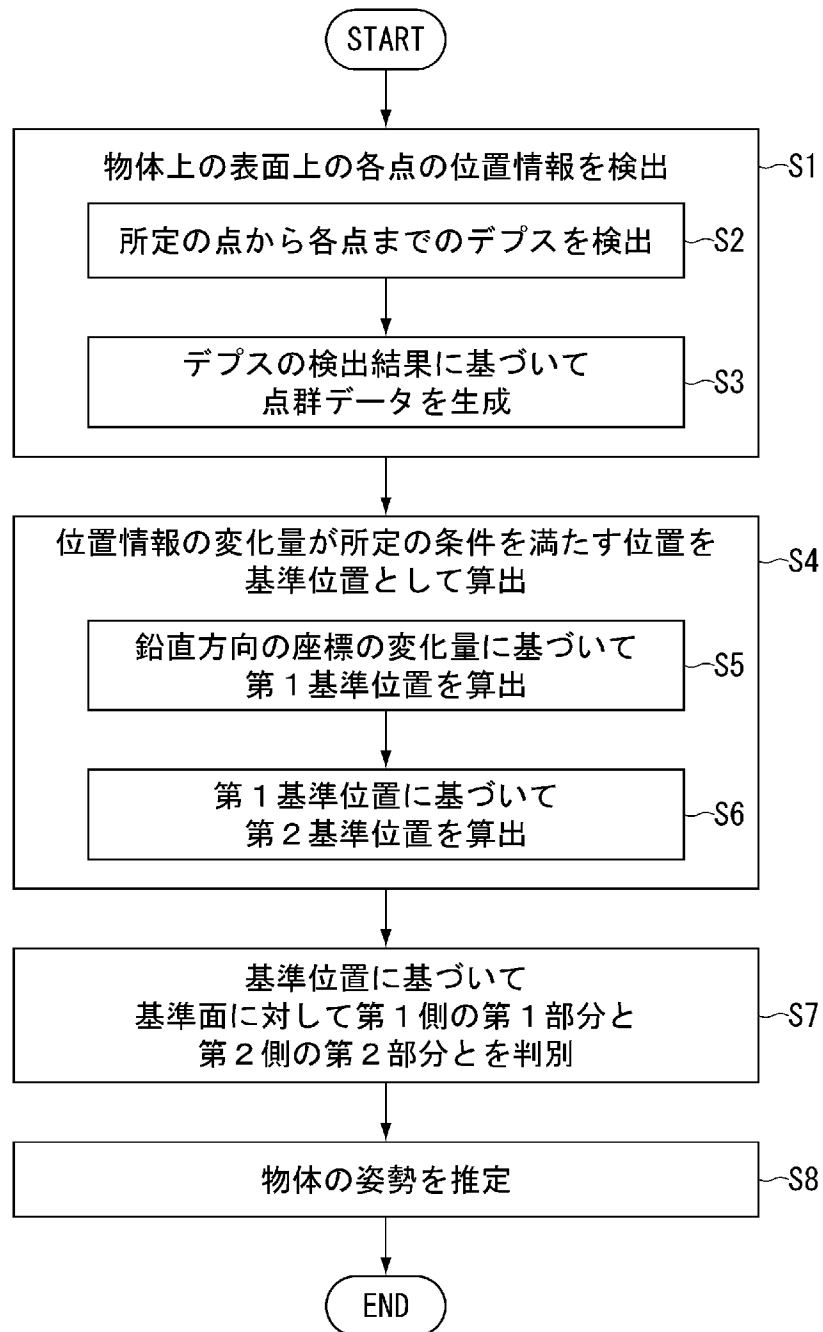 START
物体上の表面上の各点の位置情報を検出
S1
所定の点から各点までのデプスを検出
S2
デプスの検出結果に基づいて
点群データを生成
S3
位置情報の変化量が所定の条件を満たす位置を
基準位置として算出
S4
鉛直方向の座標の変化量に基づいて
第1基準位置を算出
S5
第1基準位置に基づいて
第2基準位置を算出
S6
基準位置に基づいて
基準面に対して第1側の第1部分と
第2側の第2部分とを判別
S7
物体の姿勢を推定
S8
END